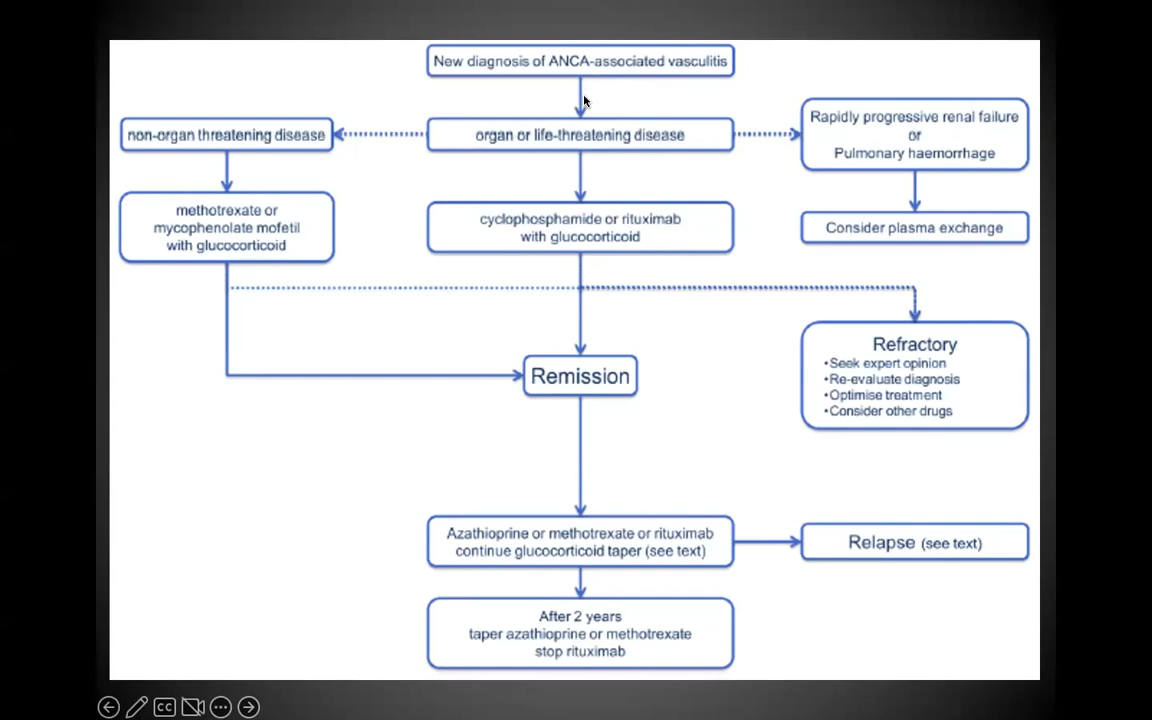 New diagnosis of ANCA-associated vasculitis
non-organ threatening disease
organ or life-threatening disease
Rapidly progressive renal failure
or
Pulmonary haemorrhage
methotrexate or
mycophenolate mofetil
with glucocorticoid
cyclophosphamide or rituximab
with glucocorticoid
Consider plasma exchange
Refractory
•Seek expert opinion
•Re-evaluate diagnosis
•Optimise treatment
•Consider other drugs
Remission
Azathioprine or methotrexate or rituximab
continue glucocorticoid taper (see text)
Relapse (see text)
After 2 years
taper azathioprine or methotrexate
stop rituximab
CC